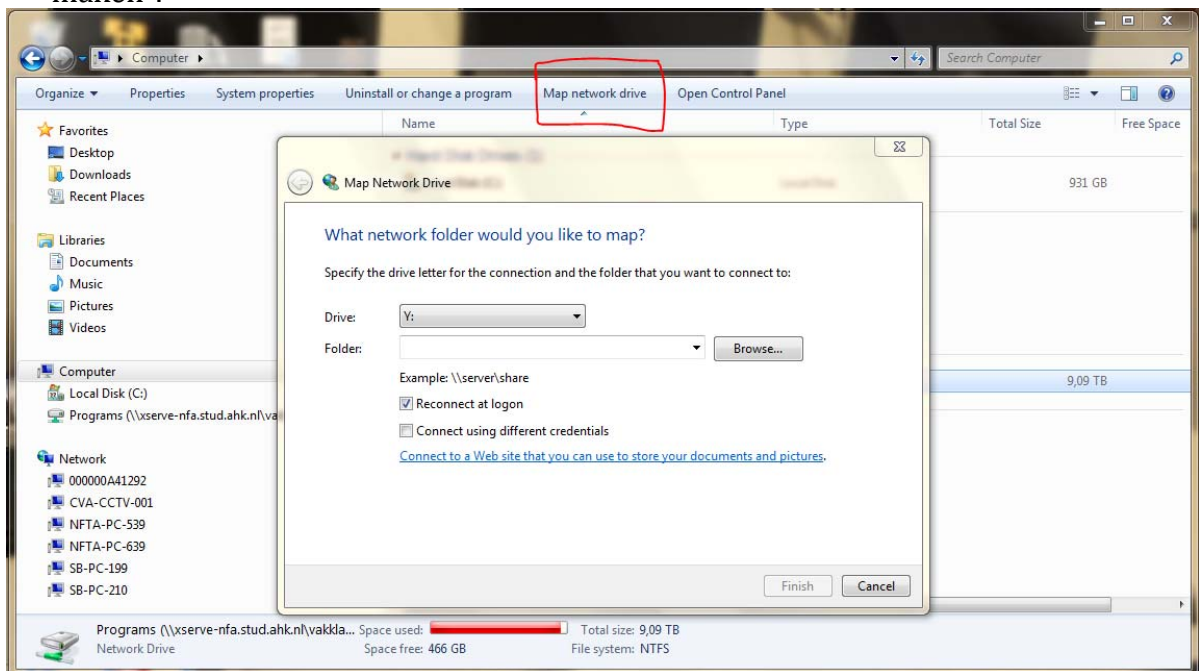 Computer
Search Computer
Organize Properties System properties Uninstall or change a program Map network drive Open Control Panel
Name Type Total Size Free Space
Favorites
Desktop
Downloads
Recent Places
Libraries
Documents
Music
Pictures
Videos
Computer
Local Disk (C:)
Programs (\\xserve-nfa.stud.ahk.nl\va
Network
000000A41292
CVA-CCTV-001
NFTA-PC-539
NFTA-PC-639
SB-PC-199
SB-PC-210
931 GB
9,09 TB
Map Network Drive
What network folder would you like to map?
Specify the drive letter for the connection and the folder that you want to connect to:
Drive: Y:
Folder: Browse...
Example: \\server\share
Reconnect at logon
Connect using different credentials
Connect to a Web site that you can use to store your documents and pictures.
Finish Cancel
Programs (\\xserve-nfa.stud.ahk.nl\vakkla... Space used: Total size: 9,09 TB
Network Drive Space free: 466 GB File system: NTFS